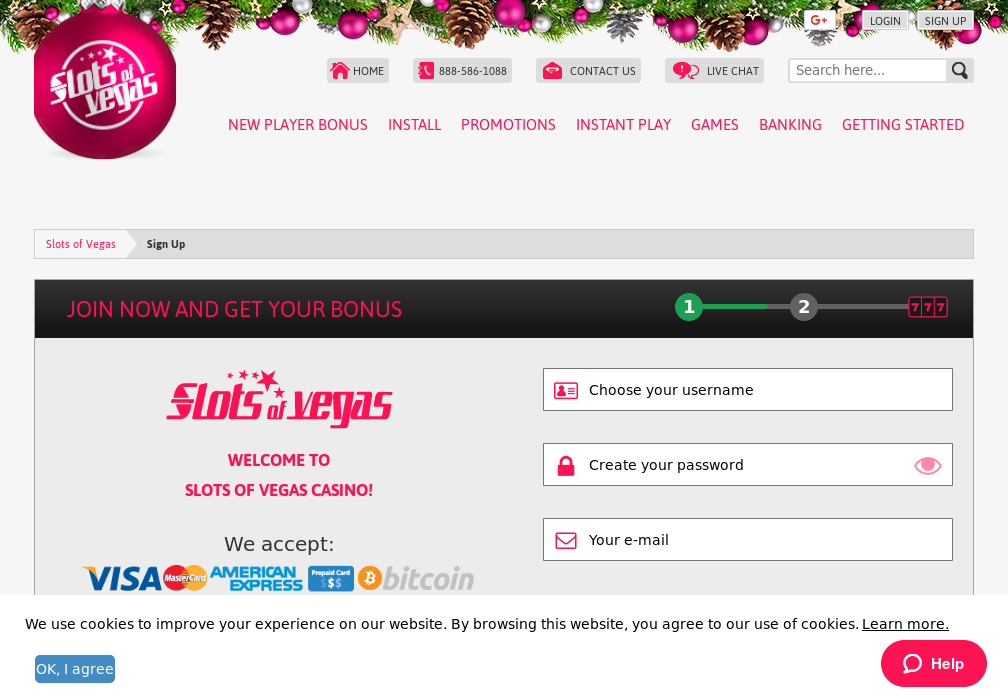 G+
LOGIN
SIGN UP
Slots of Vegas
HOME
888-586-1088
CONTACT US
LIVE CHAT
Search here...
NEW PLAYER BONUS
INSTALL
PROMOTIONS
INSTANT PLAY
GAMES
BANKING
GETTING STARTED
Slots of Vegas
Sign Up
JOIN NOW AND GET YOUR BONUS
1
2
777
Slots of Vegas
WELCOME TO
SLOTS OF VEGAS CASINO!
We accept:
VISA
MasterCard
AMERICAN EXPRESS
Prepaid Card
$$$
bitcoin
Choose your username
Create your password
Your e-mail
We use cookies to improve your experience on our website. By browsing this website, you agree to our use of cookies. Learn more.
OK, I agree
Help